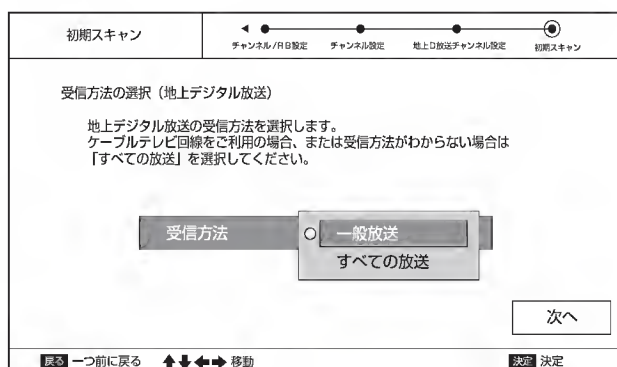 初期スキャン
チャンネル/RB設定 チャンネル設定 地上D放送チャンネル設定 初期スキャン
受信方法の選択(地上デジタル放送)
地上デジタル放送の受信方法を選択します。
ケーブルテレビ回線をご利用の場合、または受信方法がわからない場合は
「すべての放送」を選択してください。
受信方法 一般放送
すべての放送
次へ
戻る 一つ前に戻る 移動 決定 決定